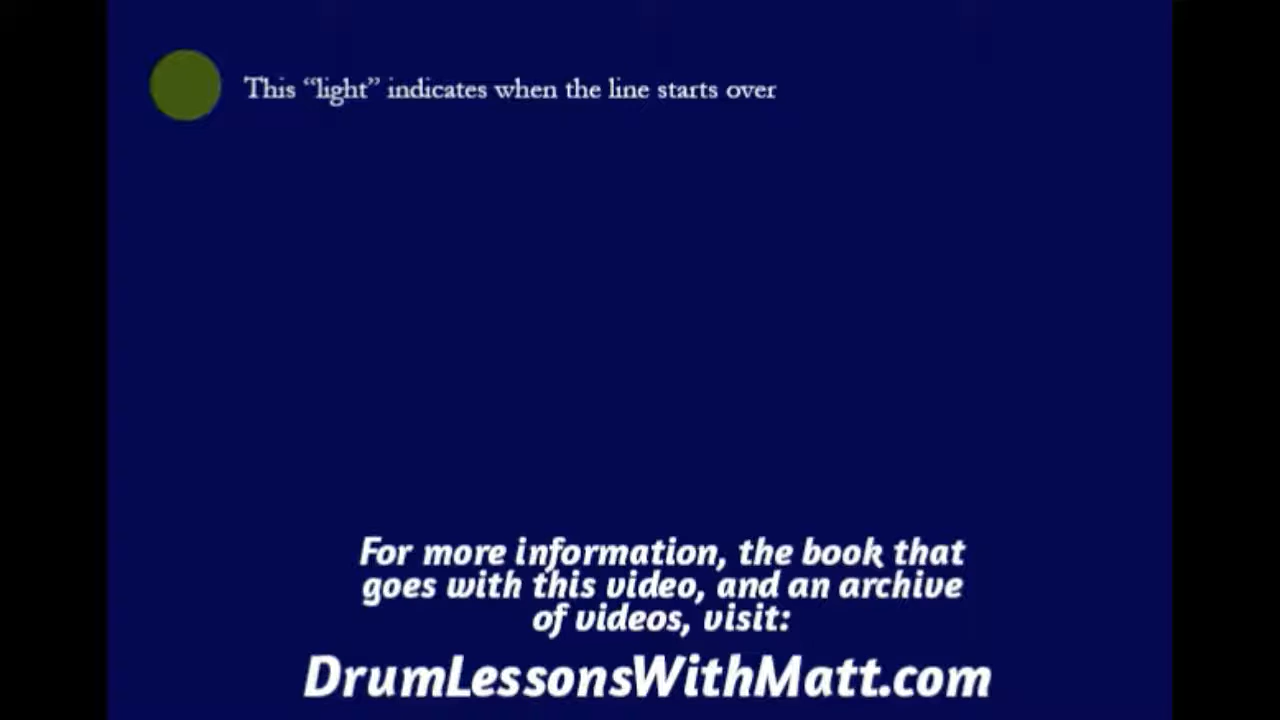 This “light” indicates when the line starts over
For more information, the book that
goes with this video, and an archive
of videos, visit:
DrumLessonsWithMatt.com